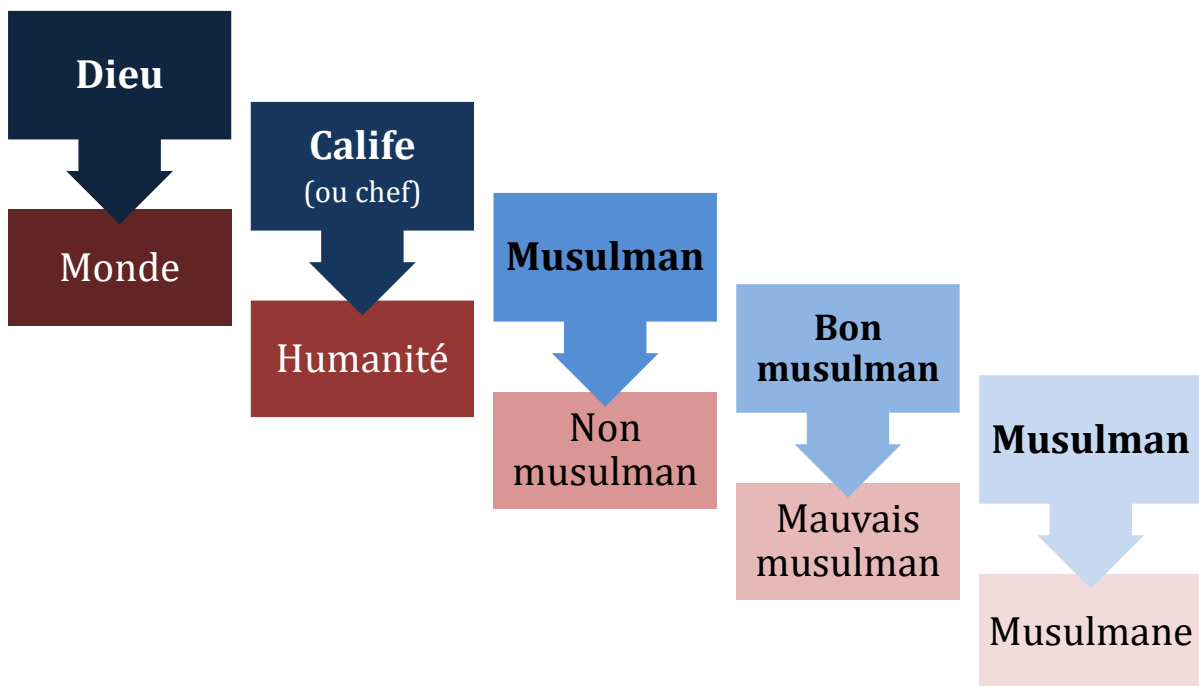 Dieu
Monde
Calife
(ou chef)
Humanité
Musulman
Non
musulman
Bon
musulman
Mauvais
musulman
Musulman
Musulmane